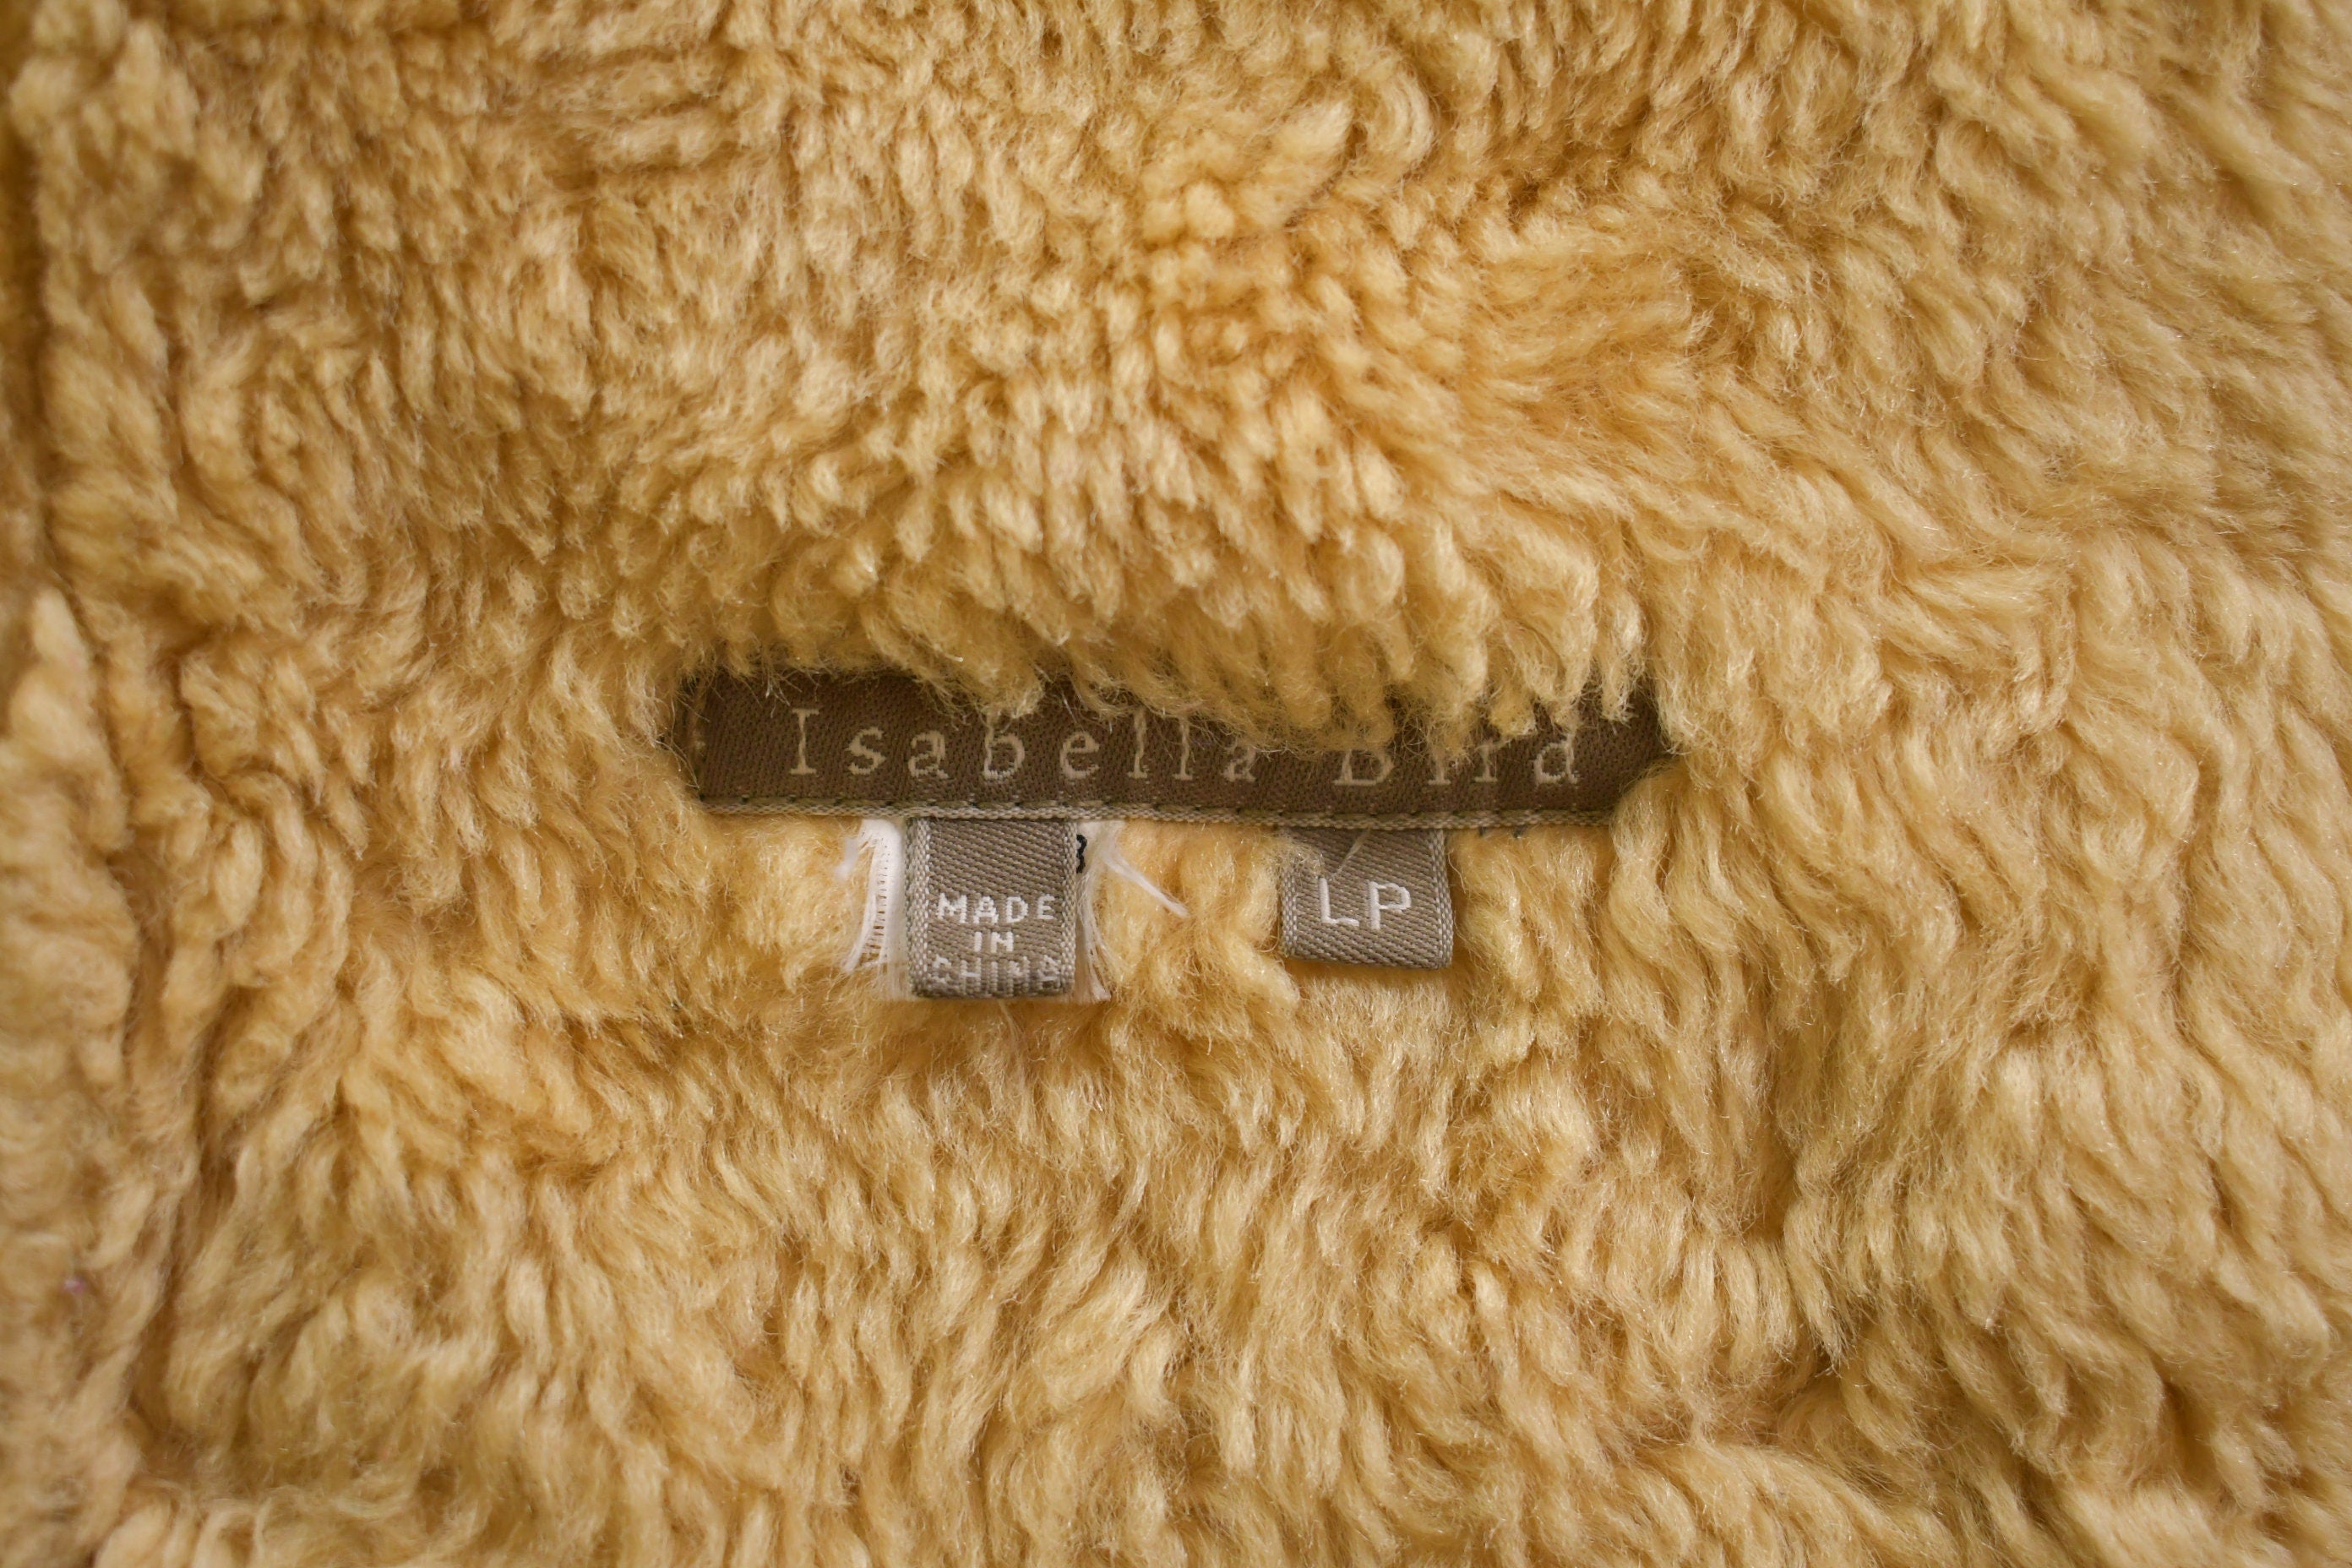 Isabella Bird
MADE
IN
CHINA
LP